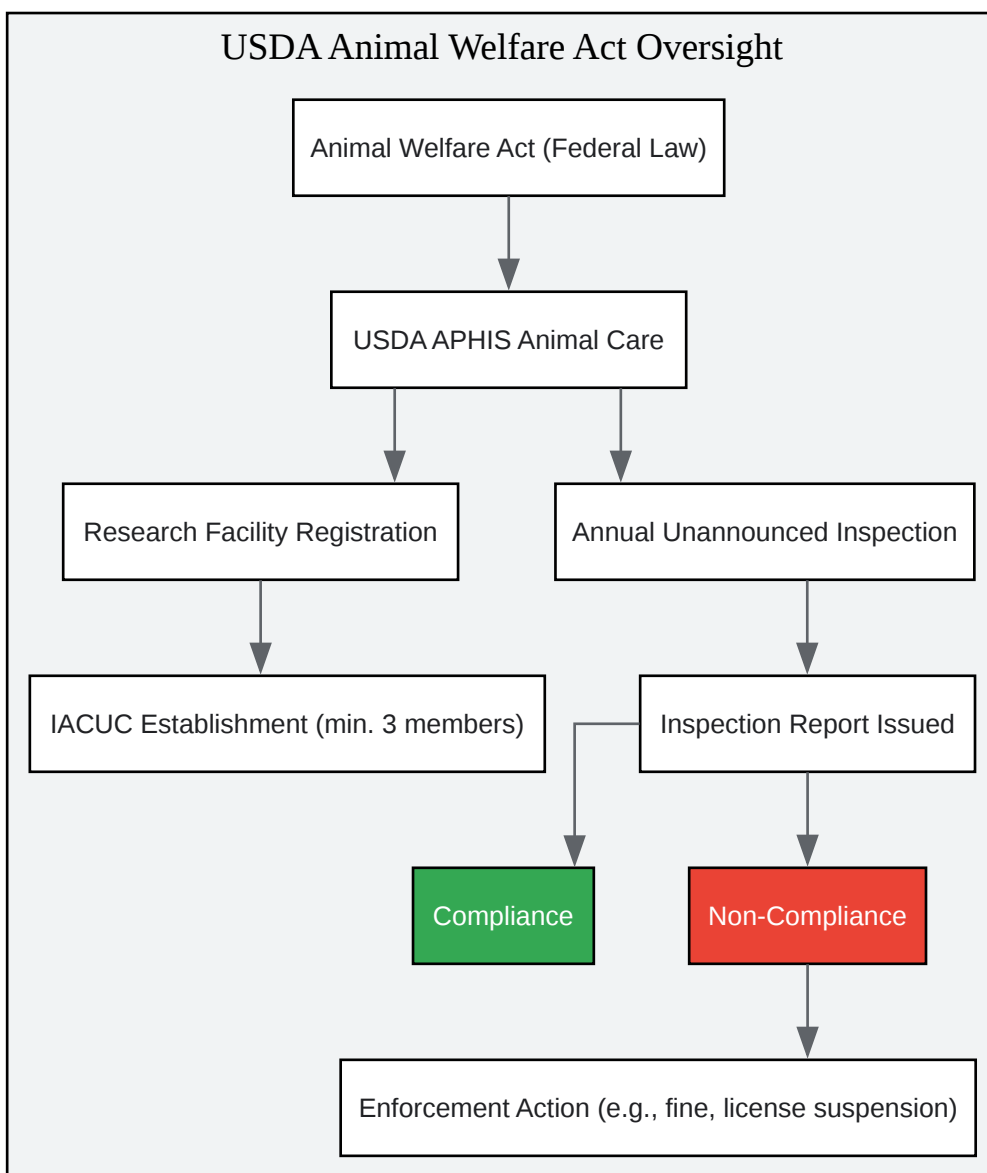 USDA Animal Welfare Act Oversight
Animal Welfare Act (Federal Law)
USDA APHIS Animal Care
Research Facility Registration
Annual Unannounced Inspection
IACUC Establishment (min. 3 members)
Inspection Report Issued
Compliance
Non-Compliance
Enforcement Action (e.g., fine, license suspension)